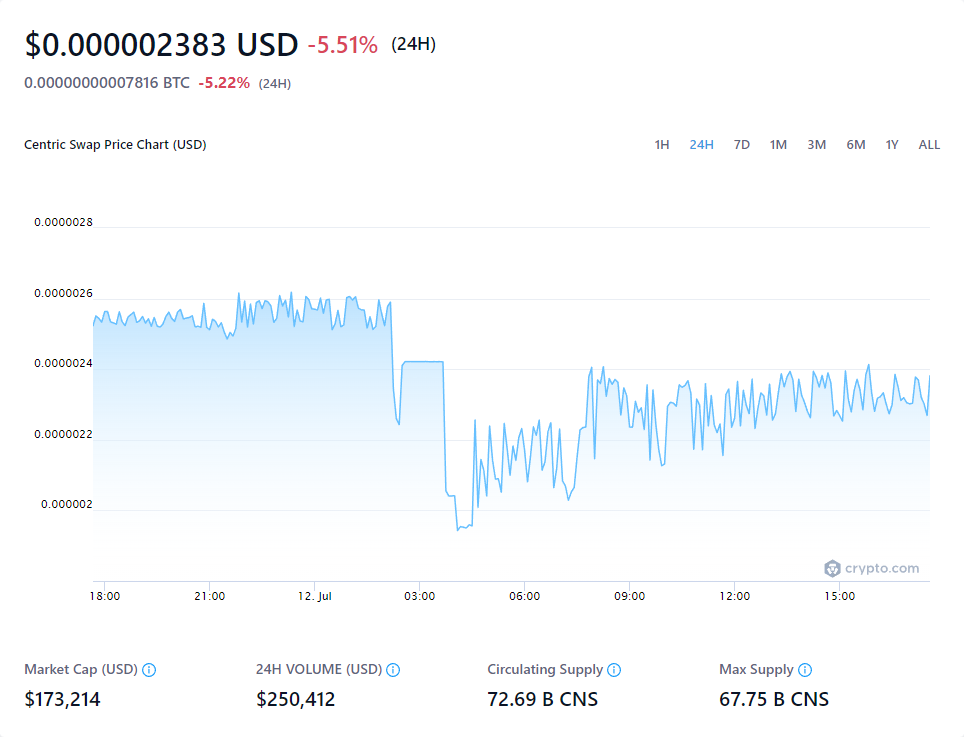 $0.000002383 USD -5.51% (24H)
0.00000000007816 BTC -5.22% (24H)
Centric Swap Price Chart (USD) 1H 24H 7D 1M 3M 6M 1Y ALL
0.0000028
0.0000026
0.0000024
0.0000022
0.000002
crypto.com
18:00 21:00 12. Jul 03:00 06:00 09:00 12:00 15:00
Market Cap (USD) 24H VOLUME (USD) Circulating Supply Max Supply
$173,214 $250,412 72.69 B CNS 67.75 B CNS